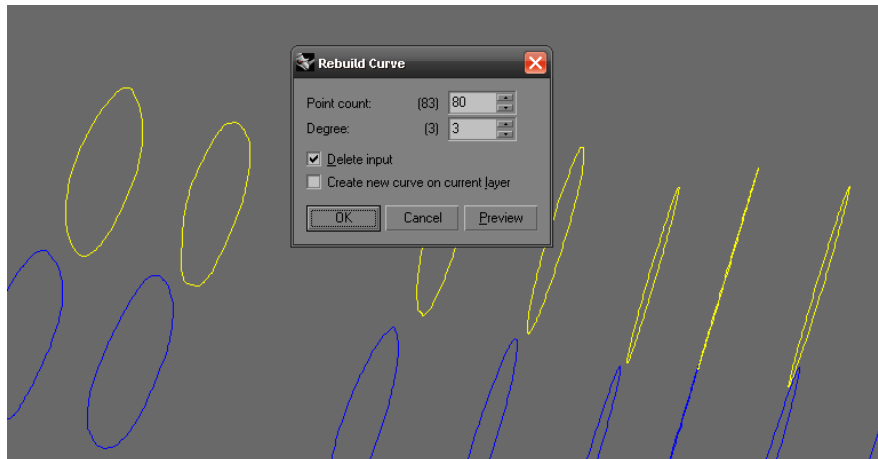 Rebuild Curve
Point count: (83) 80
Degree: (3) 3
Delete input
Create new curve on current layer
OK Cancel Preview